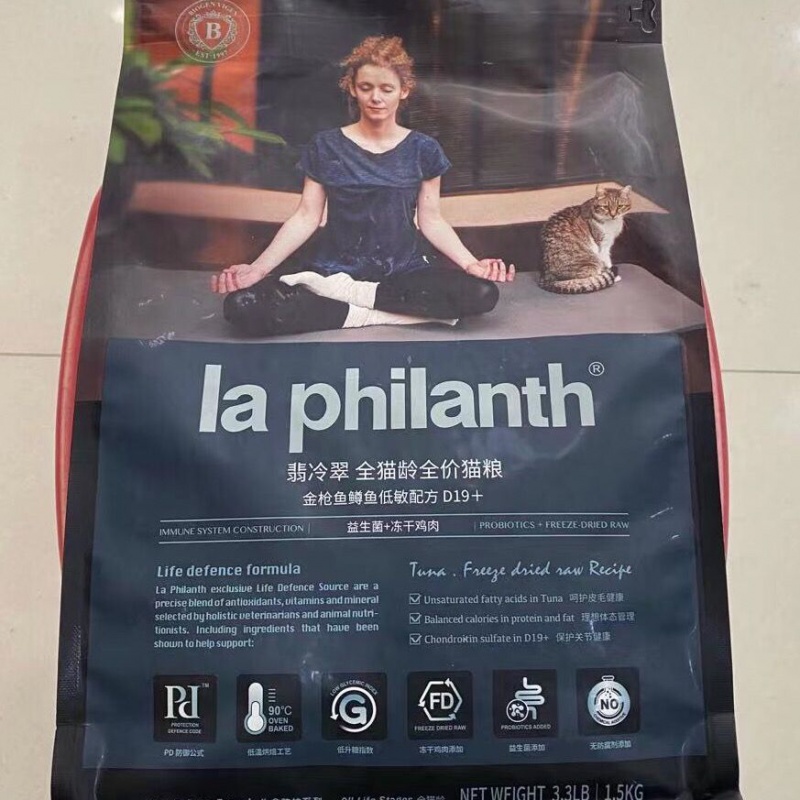 B
EST·1997
la philanth®
翡冷翠 全猫龄全价猫粮
金枪鱼鳟鱼低敏配方 D19+
IMMUNE SYSTEM CONSTRUCTION | 益生菌+冻干鸡肉 | PROBIOTICS + FREEZE-DRIED RAW
Life defence formula
La Philanth exclusive Life Defence Source are a
precise blend of antioxidants, vitamins and mineral
selected by holistic veterinarians and animal nutri-
tionists. Including ingredients that have been
shown to help support:
Tuna . Freeze dried raw Recipe
Unsaturated fatty acids in Tuna 呵护皮毛健康
Balanced calories in protein and fat 理想体态管理
Chondroitin sulfate in D19+ 保护关节健康
Pd™
PROTECTION
DEFENCE CODE
PD 防御公式
90°C
OVEN
BAKED
低温烘焙工艺
LOW GLYCEMIC INDEX
G
低升糖指数
FD
FREEZE DRIED RAW
冻干鸡肉添加
PROBIOTICS ADDED
益生菌添加
NO
无防腐剂添加
All Life Stages 全猫龄
NET WEIGHT 3.3LB | 1.5KG